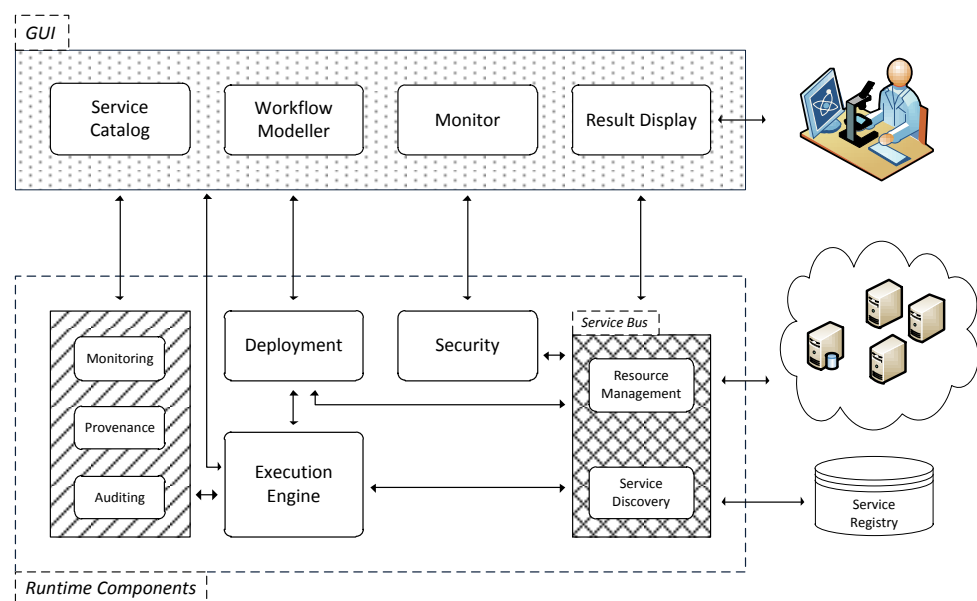 GUI
Service
Catalog
Workflow
Modeller
Monitor
Result Display
Service Bus
Monitoring
Provenance
Auditing
Deployment
Security
Resource
Management
Execution
Engine
Service
Discovery
Service
Registry
Runtime Components